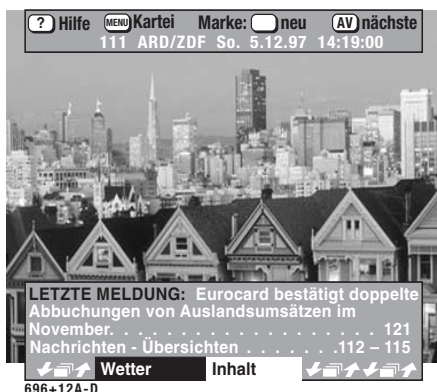 ? Hilfe MENU Kartei Marke: neu AV nächste
111 ARD/ZDF So. 5.12.97 14:19:00
LETZTE MELDUNG: Eurocard bestätigt doppelte
Abbuchungen von Auslandsumsätzen im
November. . . . . . . . . . . . . . . . . . . 121
Nachrichten - Übersichten . . . . . . .112 – 115
Wetter Inhalt
696+12A-D